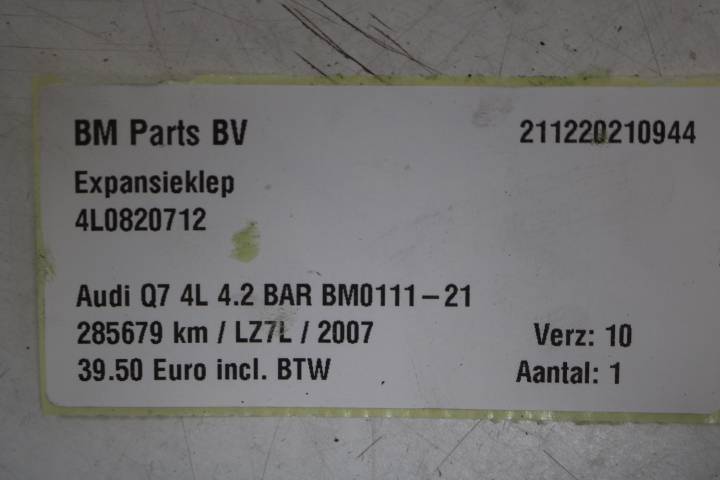 BM Parts BV 211220210944
Expansieklep
4L0820712
Audi Q7 4L 4.2 BAR BM0111-21
285679 km / LZ7L / 2007 Verz: 10
39.50 Euro incl. BTW Aantal: 1